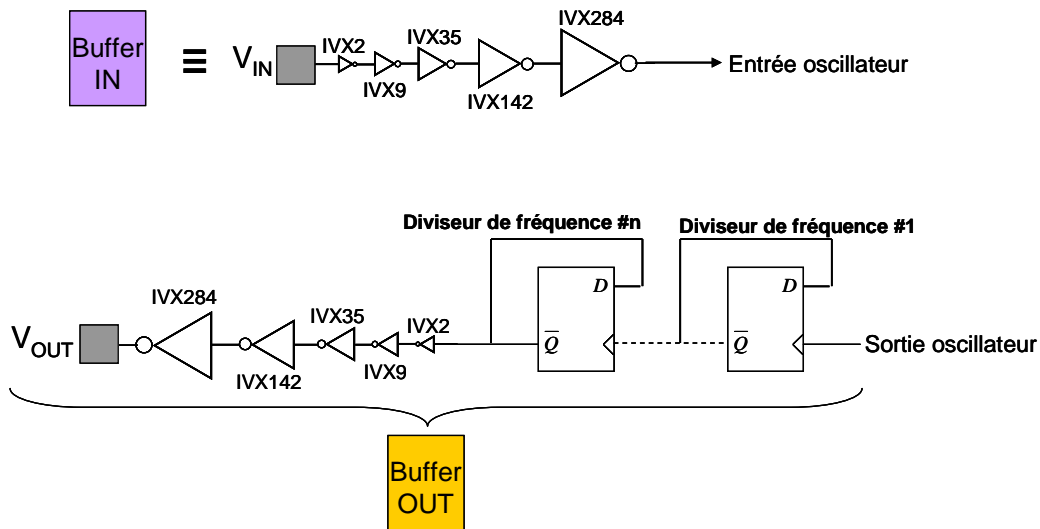 Buffer
IN
≡
V_IN
IVX2
IVX9
IVX35
IVX142
IVX284
Entrée oscillateur
Diviseur de fréquence #n
Diviseur de fréquence #1
D
Q̅
D
Q̅
Sortie oscillateur
V_OUT
IVX284
IVX142
IVX35
IVX9
IVX2
Buffer
OUT